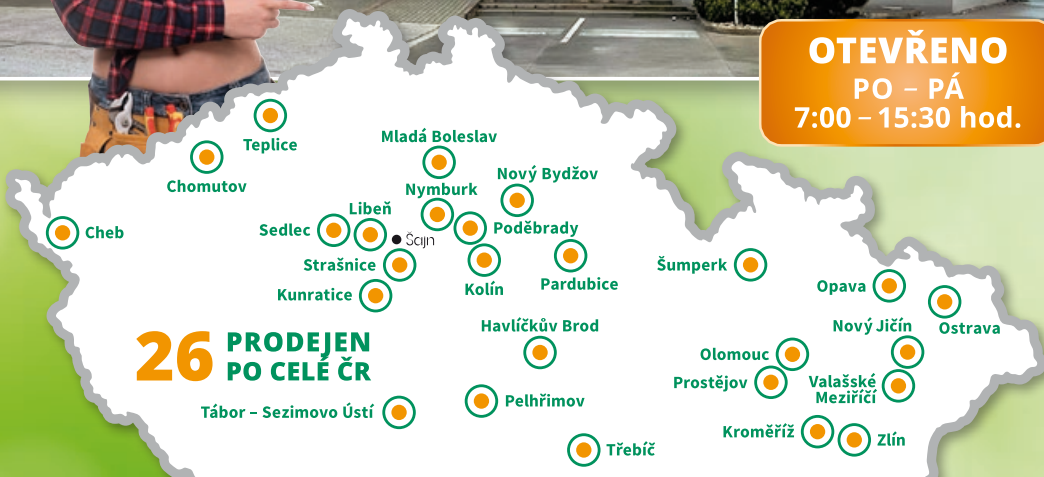 OTEVŘENO
PO – PÁ
7:00 – 15:30 hod.
Teplice
Mladá Boleslav
Chomutov
Nový Bydžov
Nymburk
Libeň
Cheb
Sedlec
Poděbrady
Šajn
Strašnice
Šumperk
Kolín
Pardubice
Opava
Kunratice
Ostrava
Havlíčkův Brod
Nový Jičín
26 PRODEJEN
PO CELÉ ČR
Olomouc
Prostějov
Valašské
Meziříčí
Pelhřimov
Tábor – Sezimovo Ústí
Kroměříž
Zlín
Třebíč